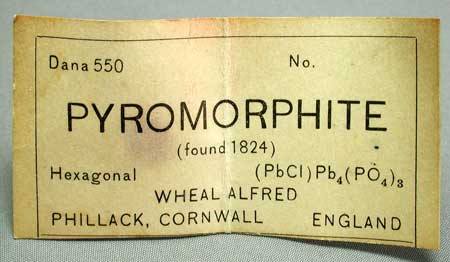 Dana 550 No.
PYROMORPHITE
(found 1824)
Hexagonal (PbCl)Pb₄(PO₄)₃
WHEAL ALFRED
PHILLACK, CORNWALL ENGLAND